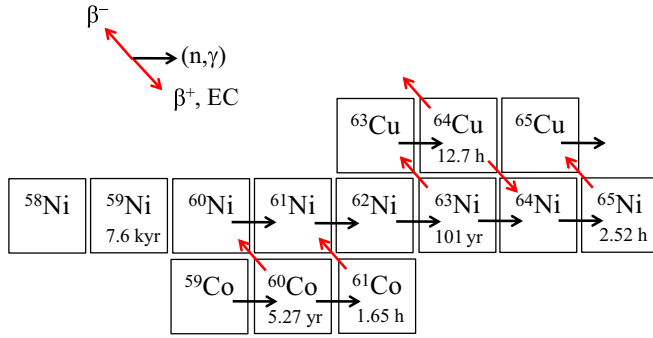 β⁻
(n,γ)
β⁺, EC
⁶³Cu
⁶⁴Cu
12.7 h
⁶⁵Cu
⁵⁸Ni
⁵⁹Ni
7.6 kyr
⁶⁰Ni
⁶¹Ni
⁶²Ni
⁶³Ni
101 yr
⁶⁴Ni
⁶⁵Ni
2.52 h
⁵⁹Co
⁶⁰Co
5.27 yr
⁶¹Co
1.65 h